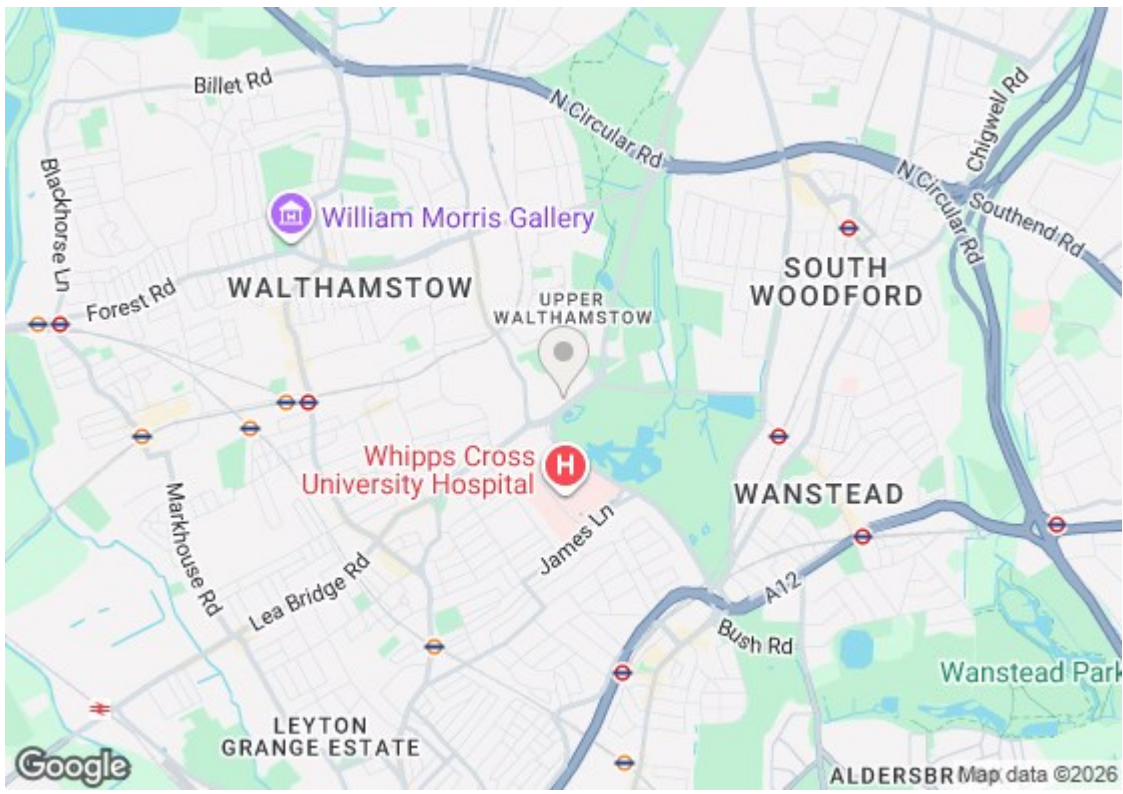 Billet Rd
N Circular Rd
Chigwell Rd
Blackhorse Ln
William Morris Gallery
N Circular Rd
Southend Rd
Forest Rd
WALTHAMSTOW
UPPER
WALTHAMSTOW
SOUTH
WOODFORD
Whipps Cross
University Hospital
H
WANSTEAD
Markhouse Rd
James Ln
Lea Bridge Rd
A12
Bush Rd
Wanstead Park
LEYTON
GRANGE ESTATE
Google
Map data ©2026